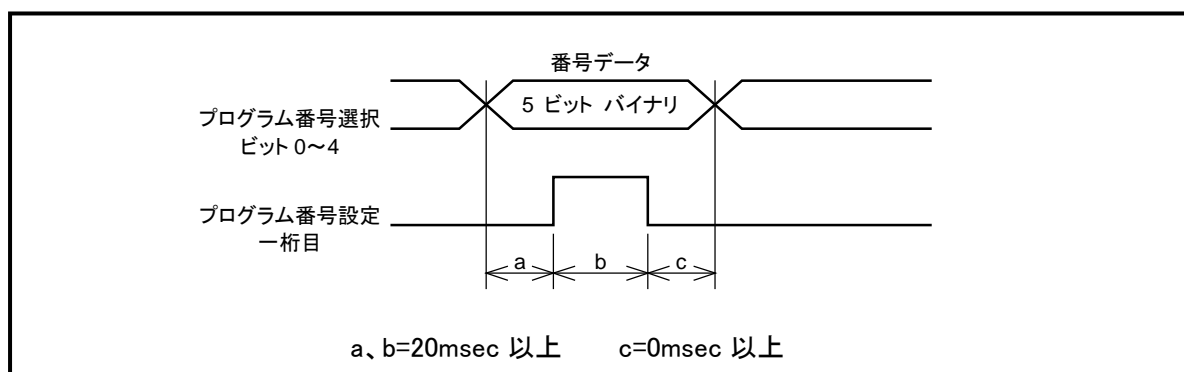 番号データ
5 ビット バイナリ
プログラム番号選択
ビット 0~4
プログラム番号設定
一桁目
a
b
c
a、b=20msec 以上 c=0msec 以上